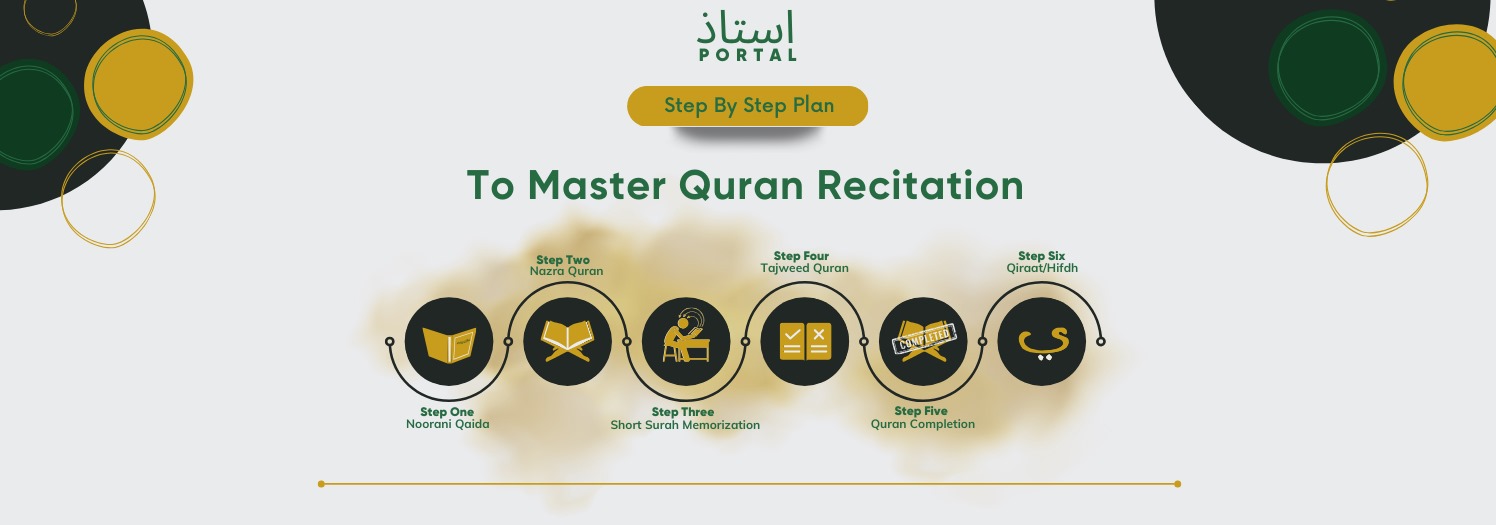 استاذ
PORTAL
Step By Step Plan
To Master Quran Recitation
Step One
Noorani Qaida
Step Two
Nazra Quran
Step Three
Short Surah Memorization
Step Four
Tajweed Quran
COMPLETED
Step Five
Quran Completion
Step Six
Qiraat/Hifdh
ي